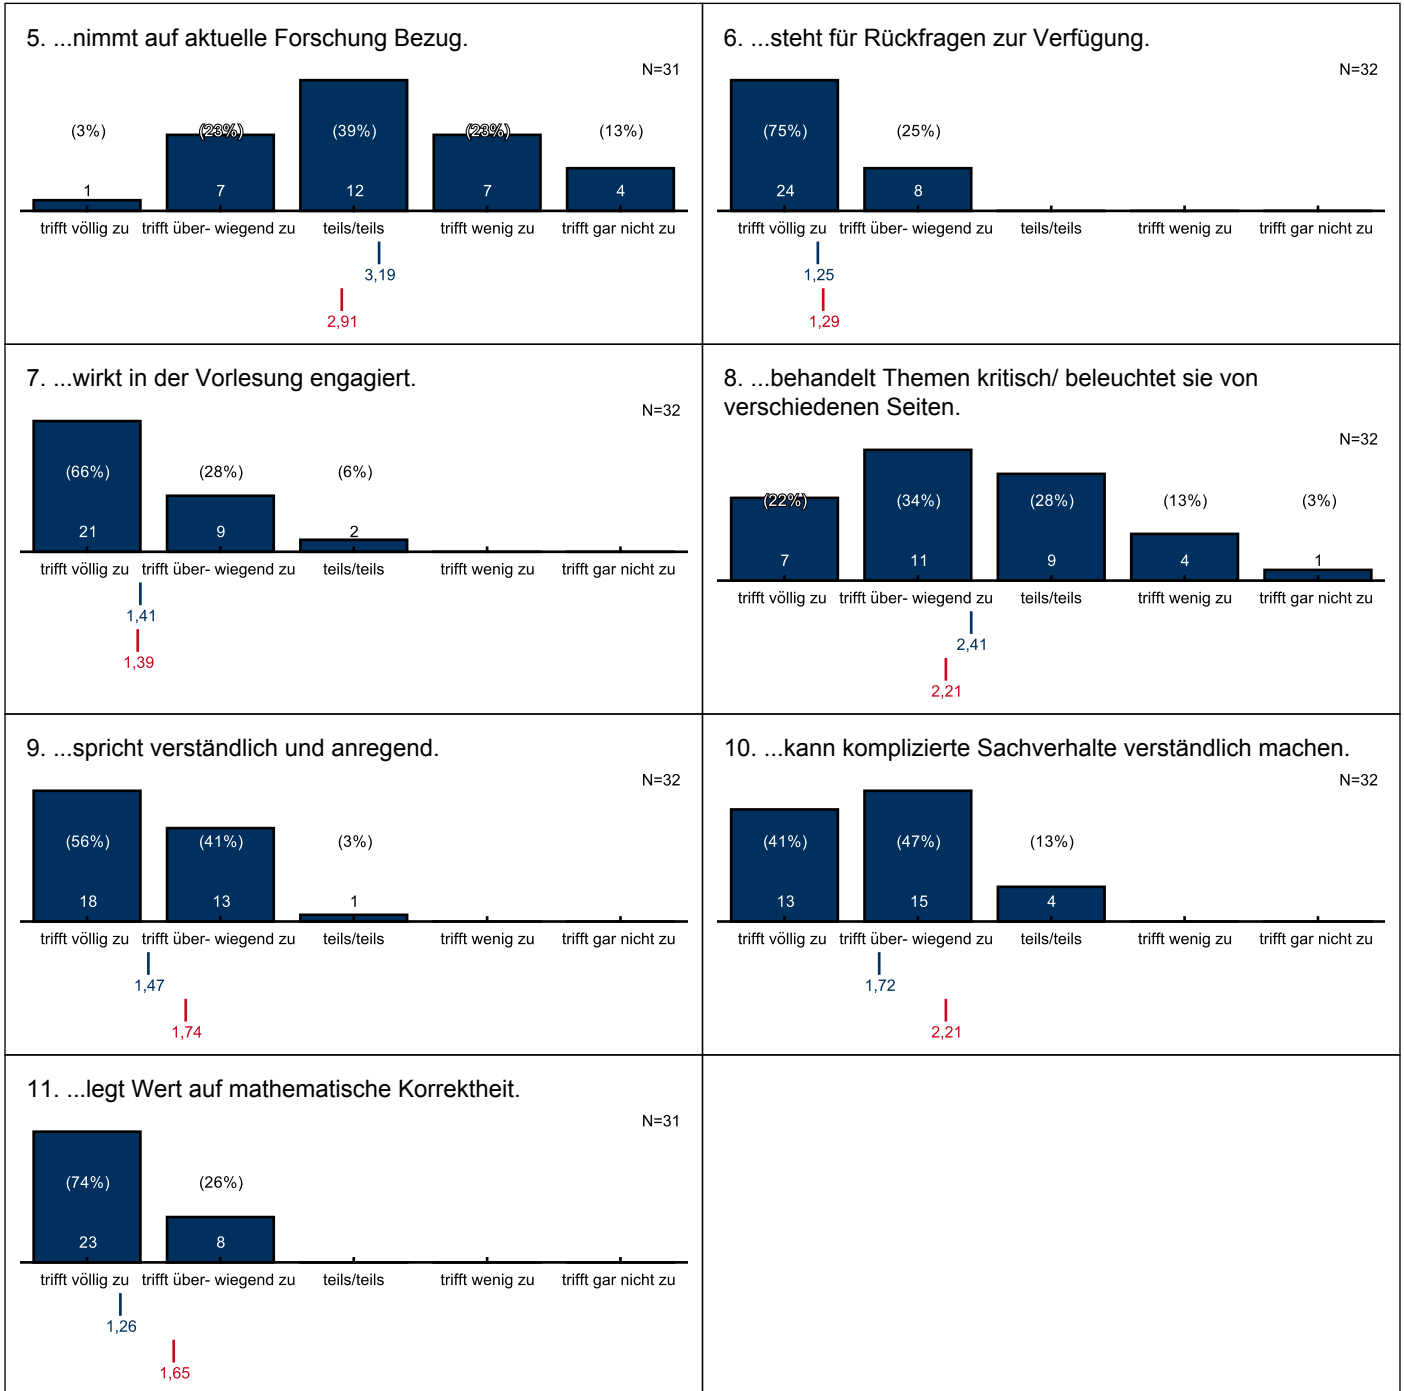 5. ...nimmt auf aktuelle Forschung Bezug.
N=31
(3%) (23%) (39%) (23%) (13%)
1 7 12 7 4
trifft völlig zu trifft über- wiegend zu teils/teils trifft wenig zu trifft gar nicht zu
3,19
2,91
6. ...steht für Rückfragen zur Verfügung.
N=32
(75%) (25%)
24 8
trifft völlig zu trifft über- wiegend zu teils/teils trifft wenig zu trifft gar nicht zu
1,25
1,29
7. ...wirkt in der Vorlesung engagiert.
N=32
(66%) (28%) (6%)
21 9 2
trifft völlig zu trifft über- wiegend zu teils/teils trifft wenig zu trifft gar nicht zu
1,41
1,39
8. ...behandelt Themen kritisch/ beleuchtet sie von
verschiedenen Seiten.
N=32
(22%) (34%) (28%) (13%) (3%)
7 11 9 4 1
trifft völlig zu trifft über- wiegend zu teils/teils trifft wenig zu trifft gar nicht zu
2,41
2,21
9. ...spricht verständlich und anregend.
N=32
(56%) (41%) (3%)
18 13 1
trifft völlig zu trifft über- wiegend zu teils/teils trifft wenig zu trifft gar nicht zu
1,47
1,74
10. ...kann komplizierte Sachverhalte verständlich machen.
N=32
(41%) (47%) (13%)
13 15 4
trifft völlig zu trifft über- wiegend zu teils/teils trifft wenig zu trifft gar nicht zu
1,72
2,21
11. ...legt Wert auf mathematische Korrektheit.
N=31
(74%) (26%)
23 8
trifft völlig zu trifft über- wiegend zu teils/teils trifft wenig zu trifft gar nicht zu
1,26
1,65